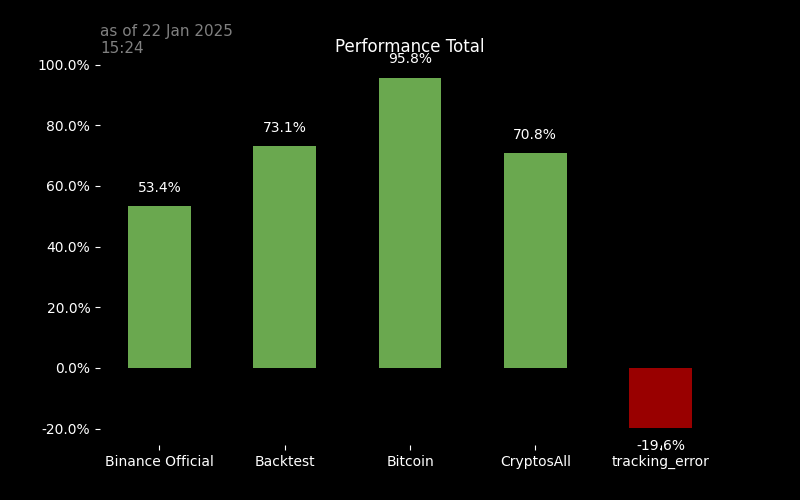 as of 22 Jan 2025
15:24
Performance Total
100.0%
80.0%
60.0%
40.0%
20.0%
0.0%
-20.0%
53.4%
73.1%
95.8%
70.8%
-19.6%
Binance Official
Backtest
Bitcoin
CryptosAll
tracking_error